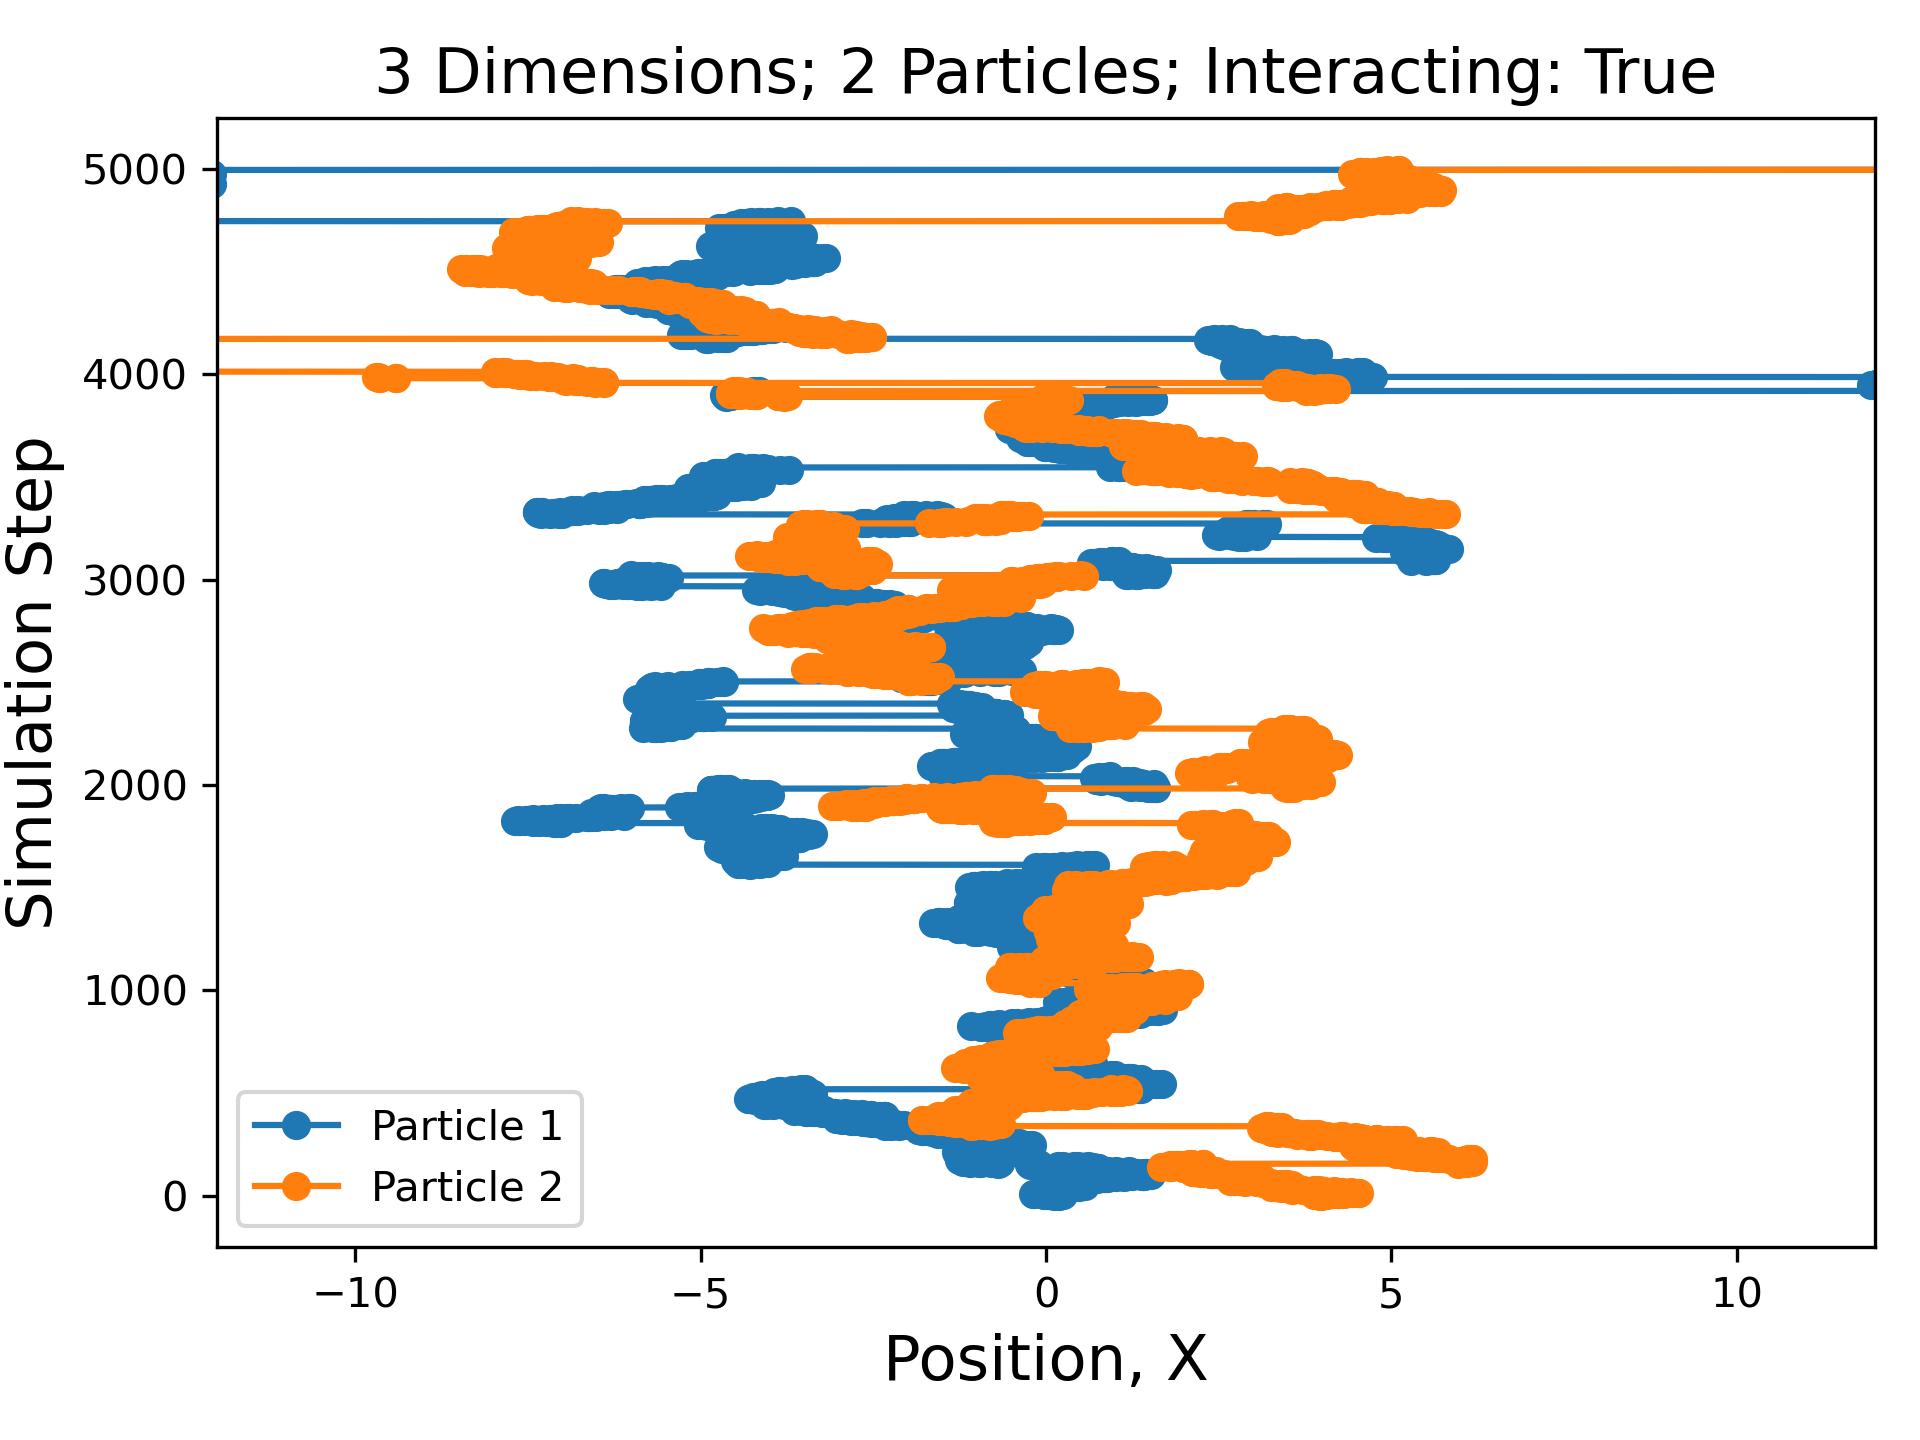 3 Dimensions; 2 Particles; Interacting: True
Simulation Step
5000
4000
3000
2000
1000
0
Particle 1
Particle 2
−10
−5
0
5
10
Position, X